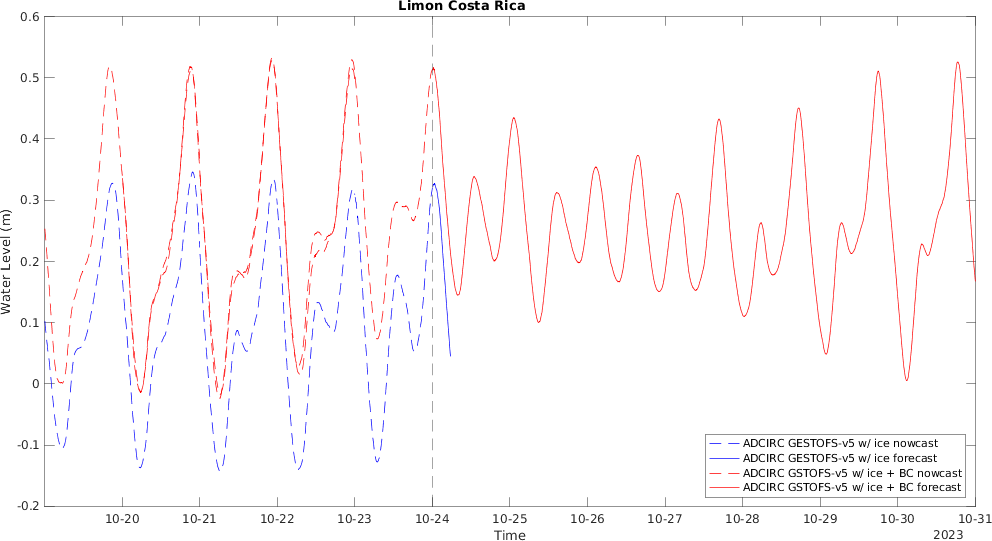 Limon Costa Rica
0.6
0.5
0.4
0.3
0.2
0.1
0
-0.1
-0.2
Water Level (m)
10-20 10-21 10-22 10-23 10-24 10-25 10-26 10-27 10-28 10-29 10-30 10-31
Time
2023
ADCIRC GESTOFS-v5 w/ ice nowcast
ADCIRC GESTOFS-v5 w/ ice forecast
ADCIRC GSTOFS-v5 w/ ice + BC nowcast
ADCIRC GSTOFS-v5 w/ ice + BC forecast